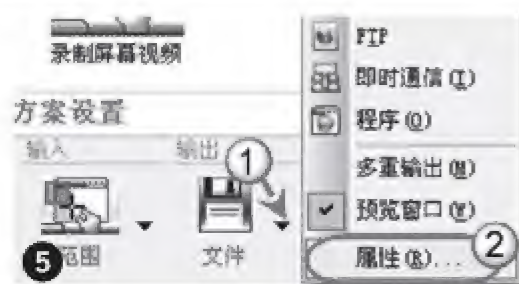 录制屏幕视频
方案设置
输入
输出
1
5
范围
文件
FTP
即时通信(I)
程序(O)
多重输出(M)
预览窗口(Y)
属性(R)...
2